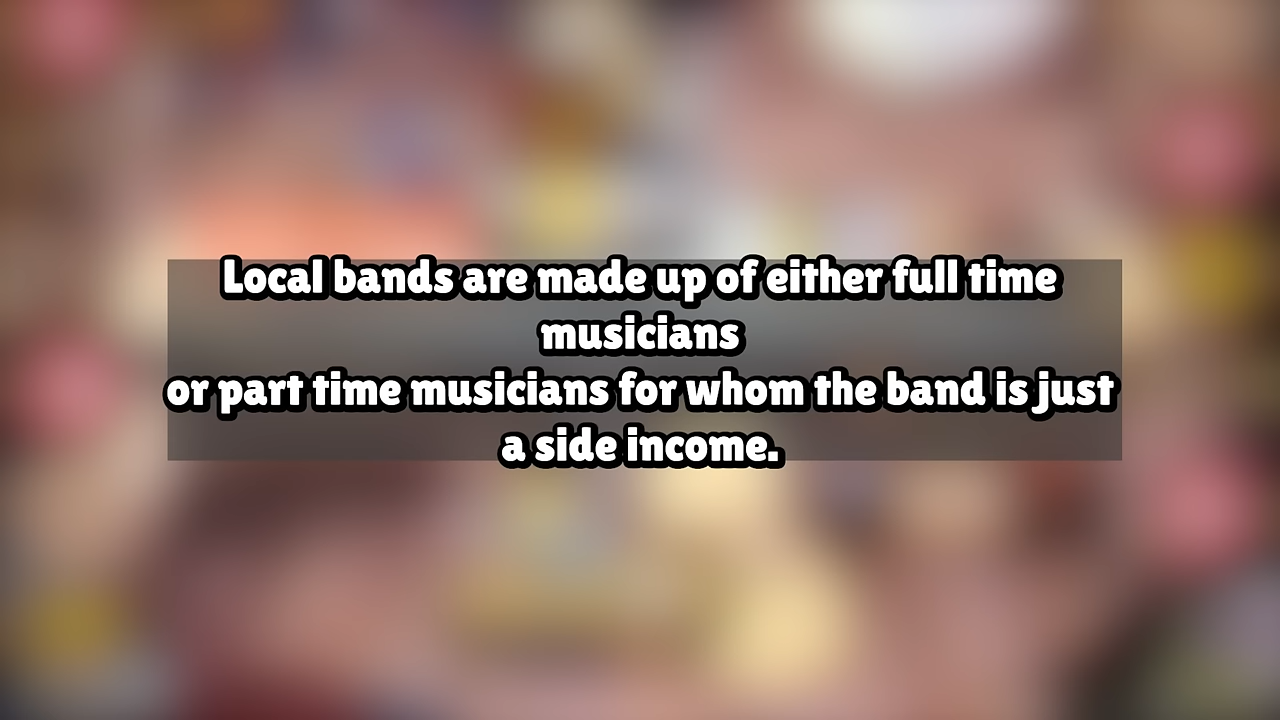 Local bands are made up of either full time
musicians
or part time musicians for whom the band is just
a side income.